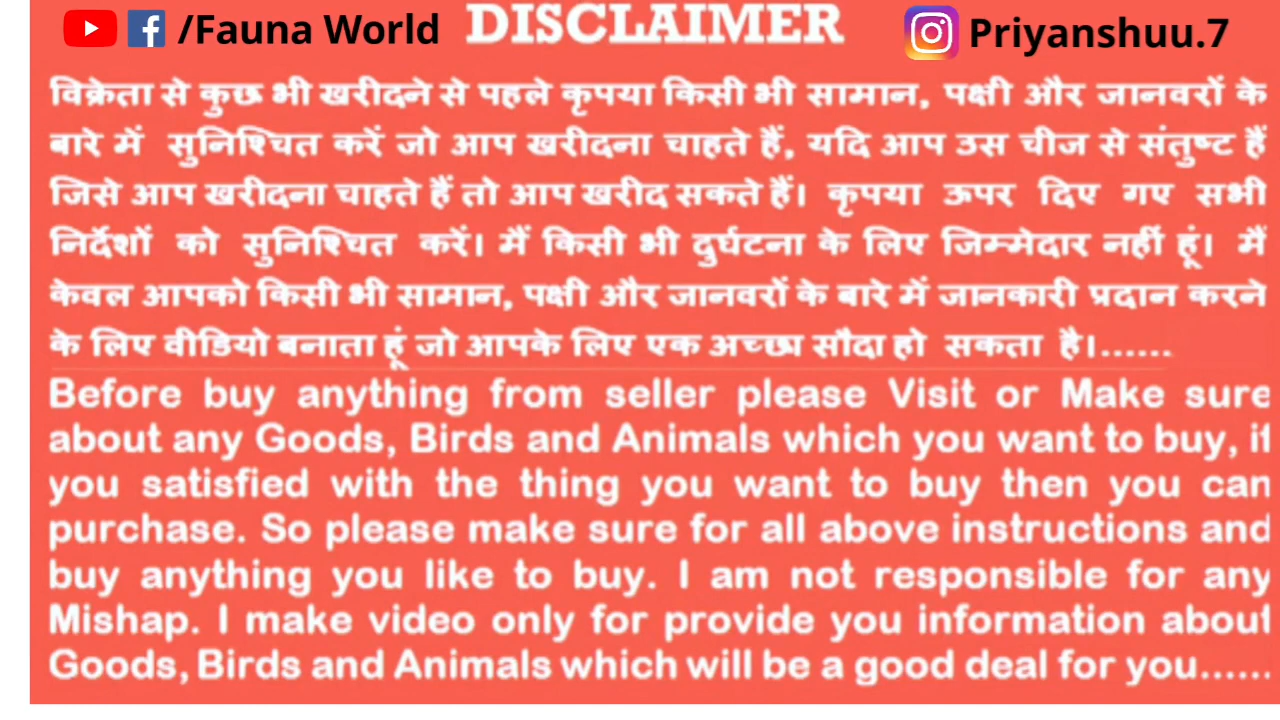 /Fauna World DISCLAIMER Priyanshuu.7
विक्रेता से कुछ भी खरीदने से पहले कृपया किसी भी सामान, पक्षी और जानवरों के
बारे में सुनिश्चित करें जो आप खरीदना चाहते हैं, यदि आप उस चीज से संतुष्ट हैं
जिसे आप खरीदना चाहते हैं तो आप खरीद सकते हैं। कृपया ऊपर दिए गए सभी
निर्देशों को सुनिश्चित करें। मैं किसी भी दुर्घटना के लिए जिम्मेदार नहीं हूं। मैं
केवल आपको किसी भी सामान, पक्षी और जानवरों के बारे में जानकारी प्रदान करने
के लिए वीडियो बनाता हूं जो आपके लिए एक अच्छा सौदा हो सकता है।......
Before buy anything from seller please Visit or Make sure
about any Goods, Birds and Animals which you want to buy, if
you satisfied with the thing you want to buy then you can
purchase. So please make sure for all above instructions and
buy anything you like to buy. I am not responsible for any
Mishap. I make video only for provide you information about
Goods, Birds and Animals which will be a good deal for you......